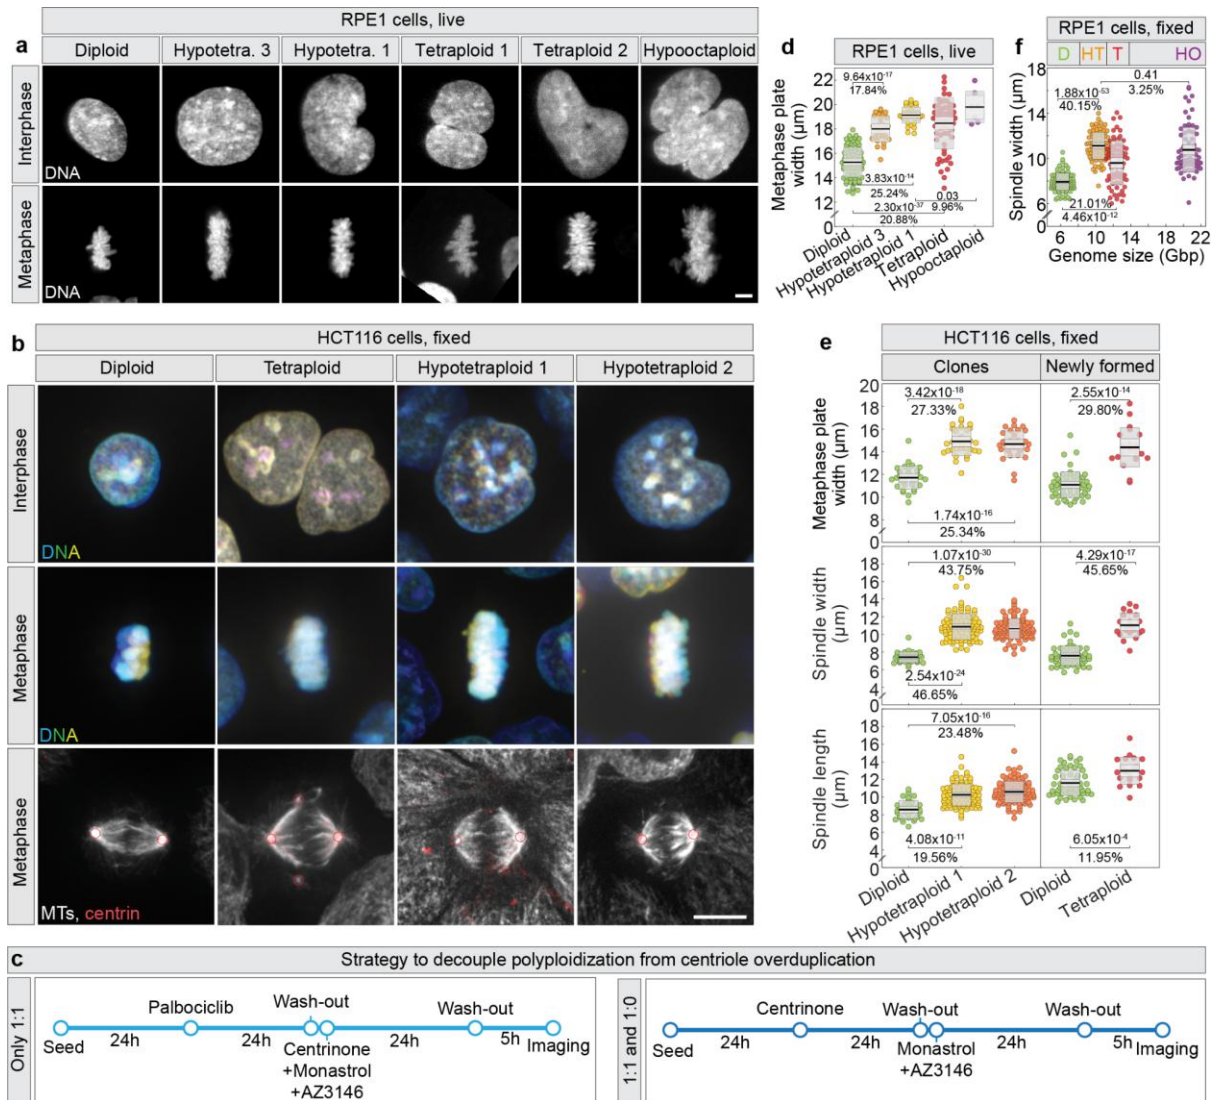 a
RPE1 cells, live
Diploid
Hypotetra. 3
Hypotetra. 1
Tetraploid 1
Tetraploid 2
Hypooctaploid
Interphase
DNA
Metaphase
DNA
d
RPE1 cells, live
Metaphase plate
width (µm)
22
20
18
16
14
12
0
9.64x10⁻¹⁷
17.84%
3.83x10⁻¹⁴
25.24%
0.03
9.96%
2.30x10⁻³⁷
20.88%
Diploid
Hypotetraploid 3
Hypotetraploid 1
Tetraploid
Hypooctaploid
f
RPE1 cells, fixed
D
HT
T
HO
Spindle width (µm)
18
14
10
6
0
0.41
3.25%
1.88x10⁻⁵³
40.15%
21.01%
4.46x10⁻¹²
6
10
14
18
22
Genome size (Gbp)
b
HCT116 cells, fixed
Diploid
Tetraploid
Hypotetraploid 1
Hypotetraploid 2
Interphase
DNA
Metaphase
DNA
Metaphase
MTs, centrin
e
HCT116 cells, fixed
Clones
Newly formed
Metaphase plate
width (µm)
20
18
16
14
12
10
8
0
3.42x10⁻¹⁸
27.33%
1.74x10⁻¹⁶
25.34%
2.55x10⁻¹⁴
29.80%
Spindle width
(µm)
18
16
14
12
10
8
6
4
0
1.07x10⁻³⁰
43.75%
2.54x10⁻²⁴
46.65%
4.29x10⁻¹⁷
45.65%
Spindle length
(µm)
18
16
14
12
10
8
6
4
0
7.05x10⁻¹⁶
23.48%
4.08x10⁻¹¹
19.56%
6.05x10⁻⁴
11.95%
Diploid
Hypotetraploid 1
Hypotetraploid 2
Diploid
Tetraploid
c
Strategy to decouple polyploidization from centriole overduplication
Only 1:1
Seed
24h
Palbociclib
24h
Wash-out
Centrinone
+Monastrol
+AZ3146
24h
Wash-out
5h
Imaging
1:1 and 1:0
Seed
24h
Centrinone
24h
Wash-out
Monastrol
+AZ3146
24h
Wash-out
5h
Imaging